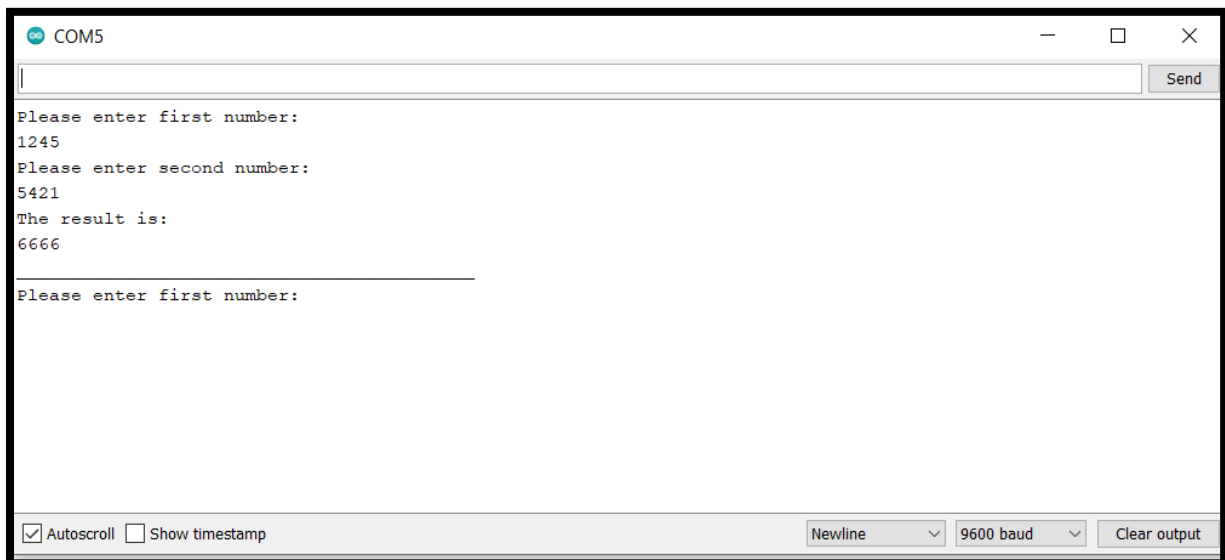 COM5
Send
Please enter first number:
1245
Please enter second number:
5421
The result is:
6666
Please enter first number:
Autoscroll Show timestamp Newline 9600 baud Clear output